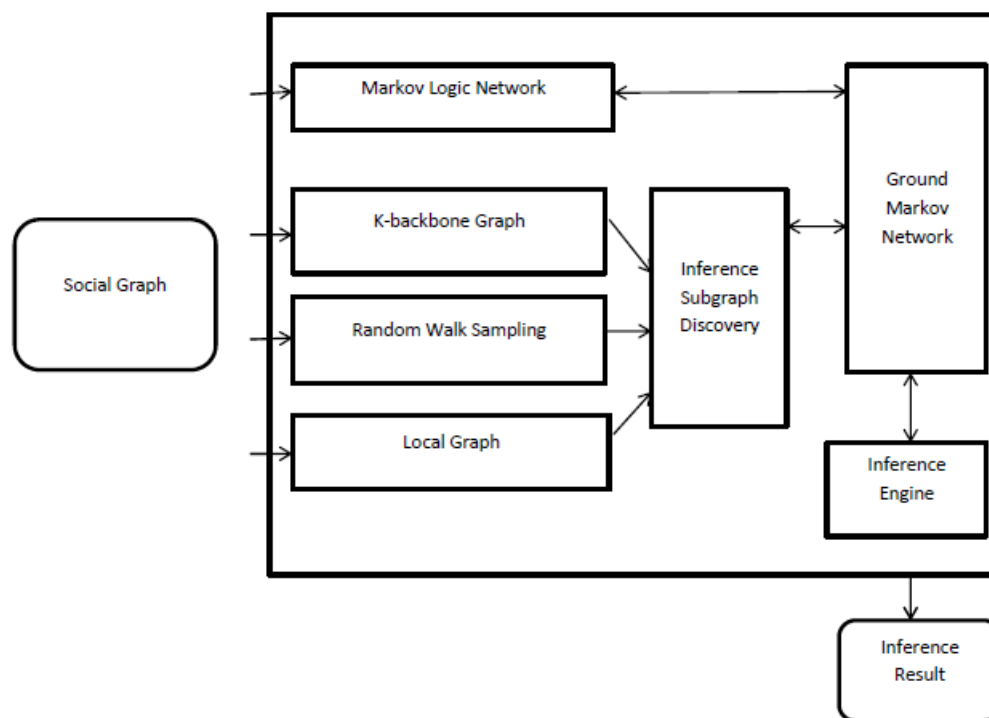 Markov Logic Network
K-backbone Graph
Ground
Markov
Network
Social Graph
Inference
Subgraph
Discovery
Random Walk Sampling
Local Graph
Inference
Engine
Inference
Result